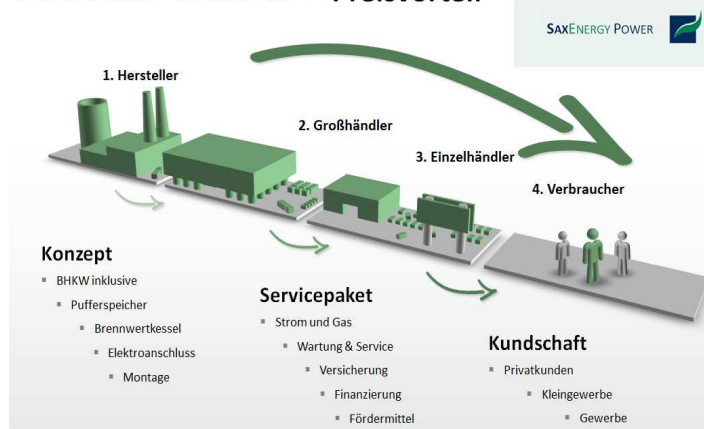 SAXENERGY POWER
1. Hersteller
2. Großhändler
3. Einzelhändler
4. Verbraucher
Konzept
▪ BHKW inklusive
▪ Pufferspeicher
▪ Brennwertkessel
▪ Elektroanschluss
▪ Montage
Servicepaket
▪ Strom und Gas
▪ Wartung & Service
▪ Versicherung
▪ Finanzierung
▪ Fördermittel
Kundschaft
▪ Privatkunden
▪ Kleingewerbe
▪ Gewerbe